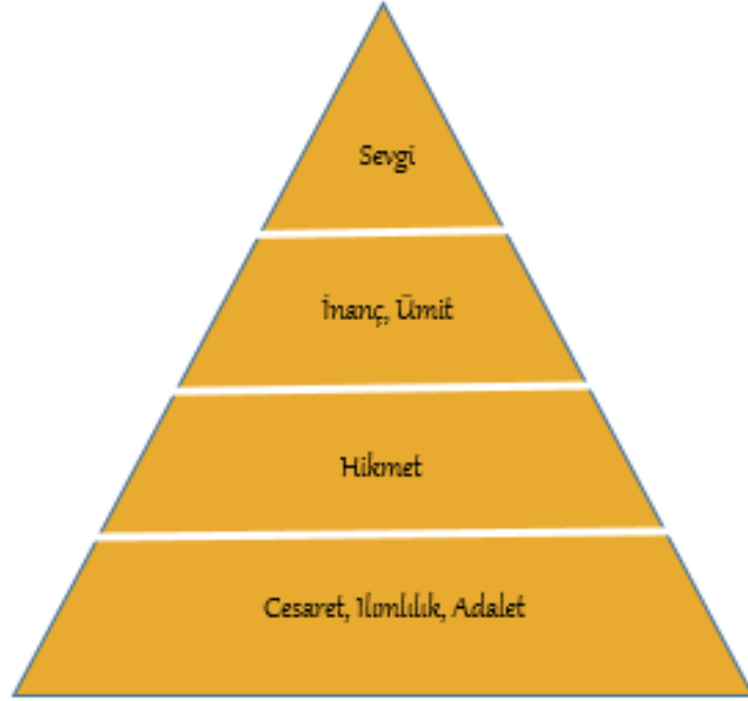 Sevgi
İnanç, Ümit
Hikmet
Cesaret, Ilımlılık, Adalet